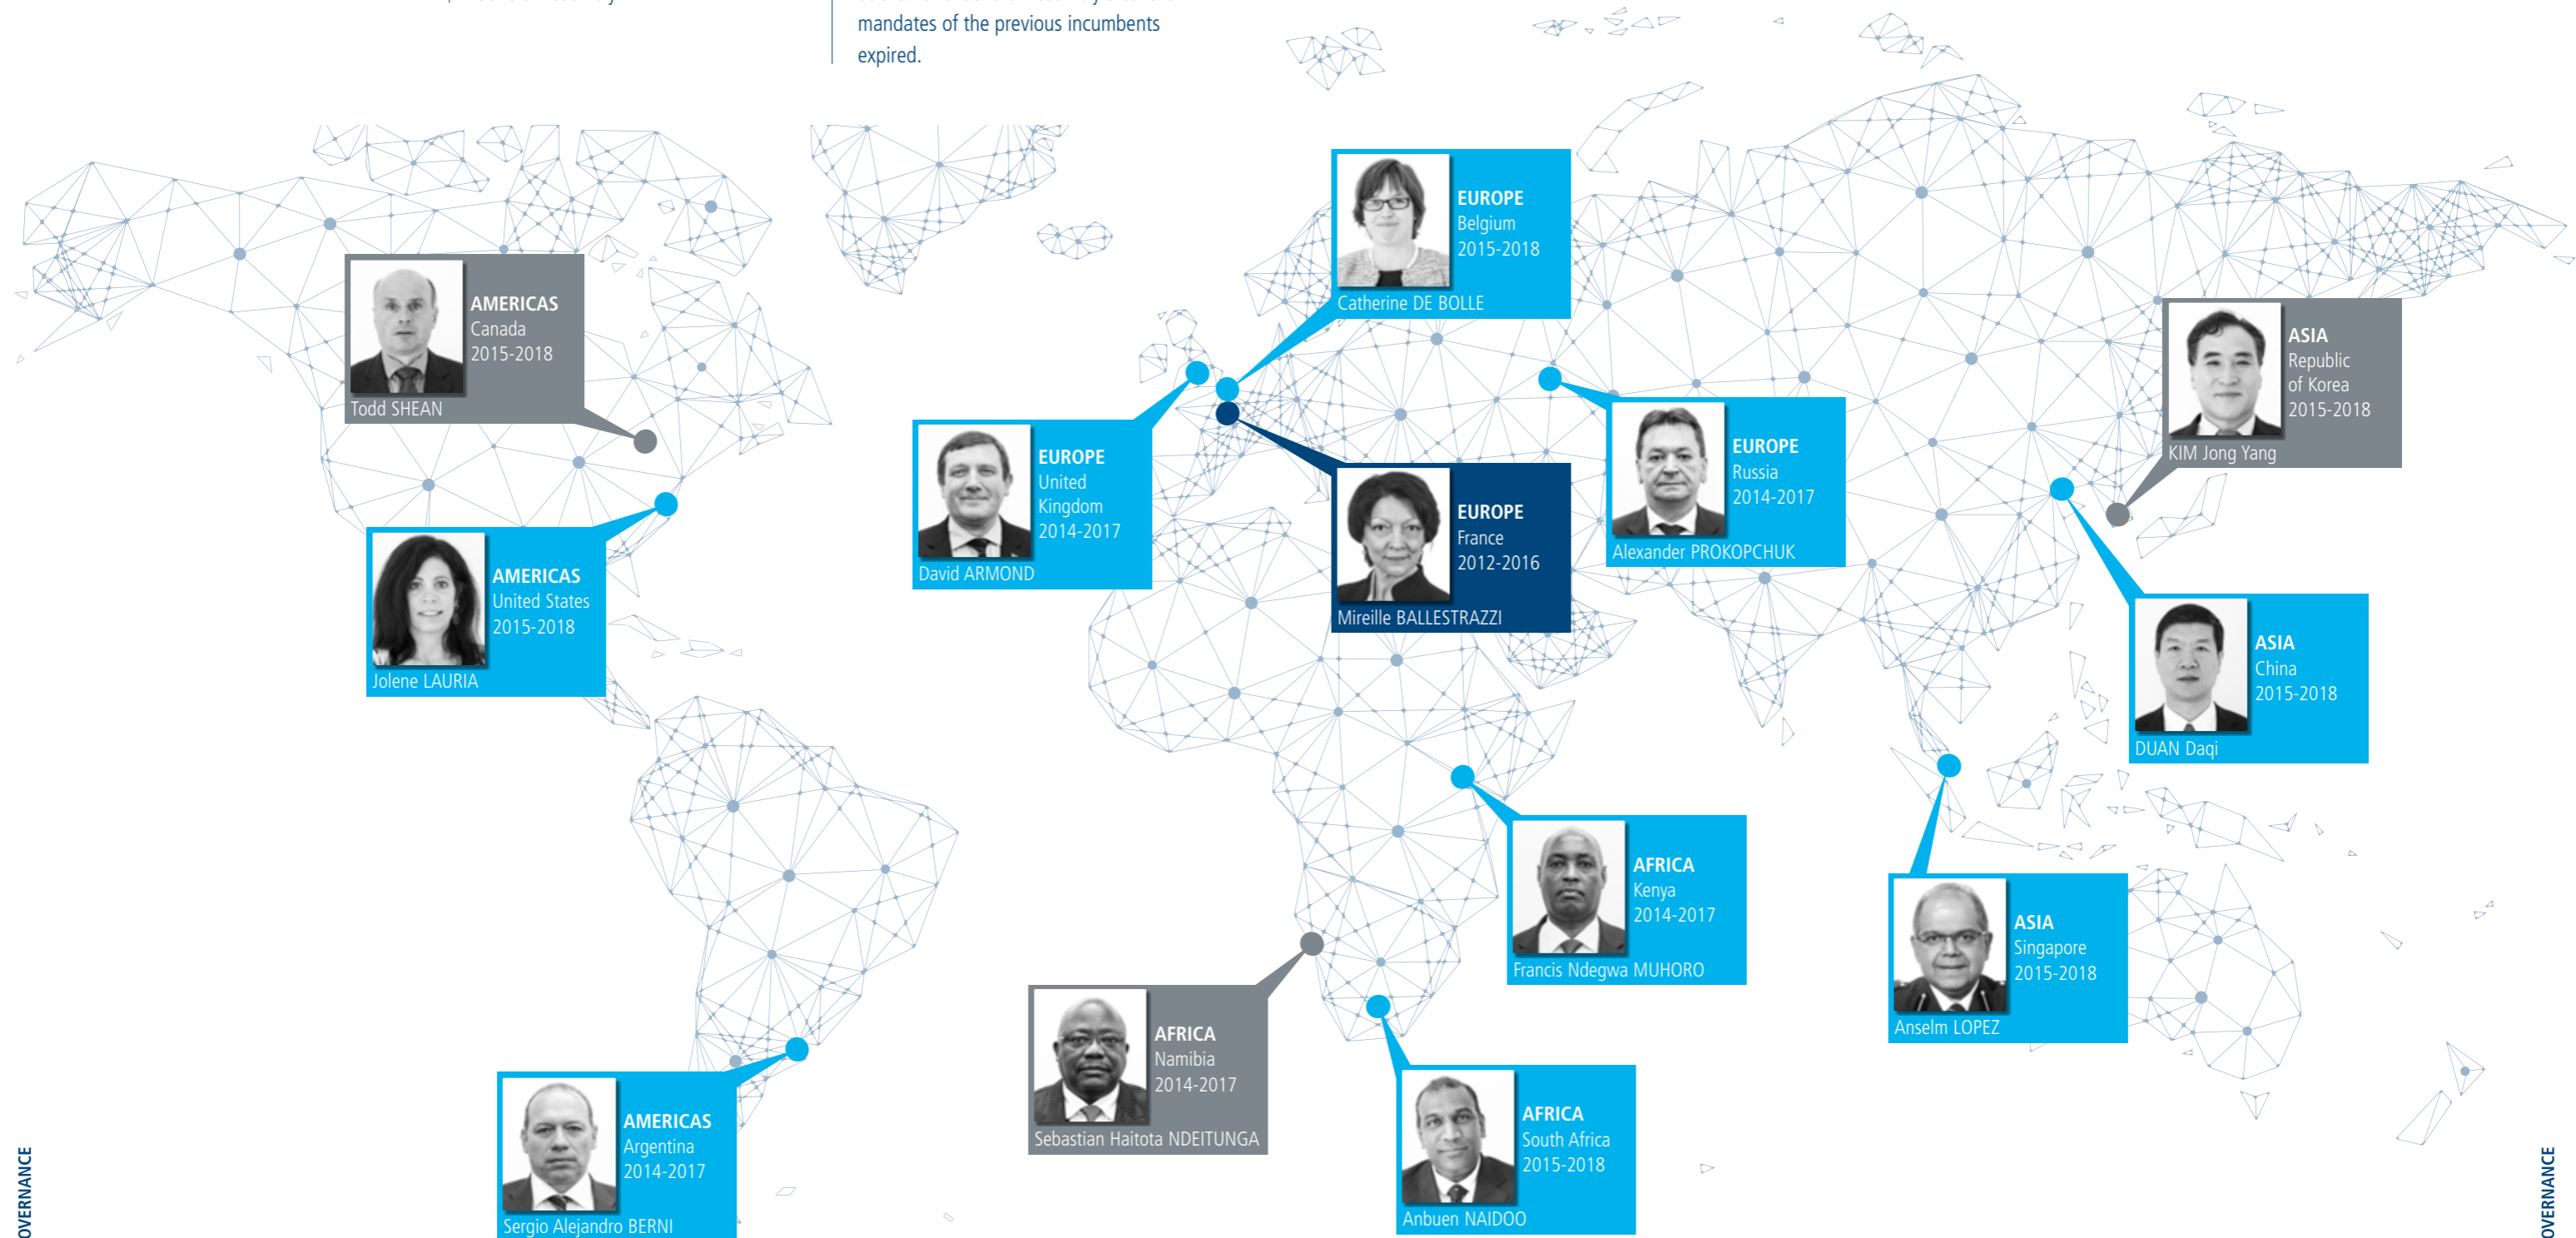 mandates of the previous incumbents
expired.
EUROPE
Belgium
2015-2018
Catherine DE BOLLE
AMERICAS
Canada
2015-2018
Todd SHEAN
ASIA
Republic
of Korea
2015-2018
KIM Jong Yang
EUROPE
United
Kingdom
2014-2017
David ARMOND
EUROPE
Russia
2014-2017
Alexander PROKOPCHUK
EUROPE
France
2012-2016
Mireille BALLESTRAZZI
AMERICAS
United States
2015-2018
Jolene LAURIA
ASIA
China
2015-2018
DUAN Daqi
AFRICA
Kenya
2014-2017
Francis Ndegwa MUHORO
ASIA
Singapore
2015-2018
Anselm LOPEZ
AFRICA
Namibia
2014-2017
Sebastian Haitota NDEITUNGA
AFRICA
South Africa
2015-2018
Anbuen NAIDOO
AMERICAS
Argentina
2014-2017
Sergio Alejandro BERNI
OVERNANCE
OVERNANCE